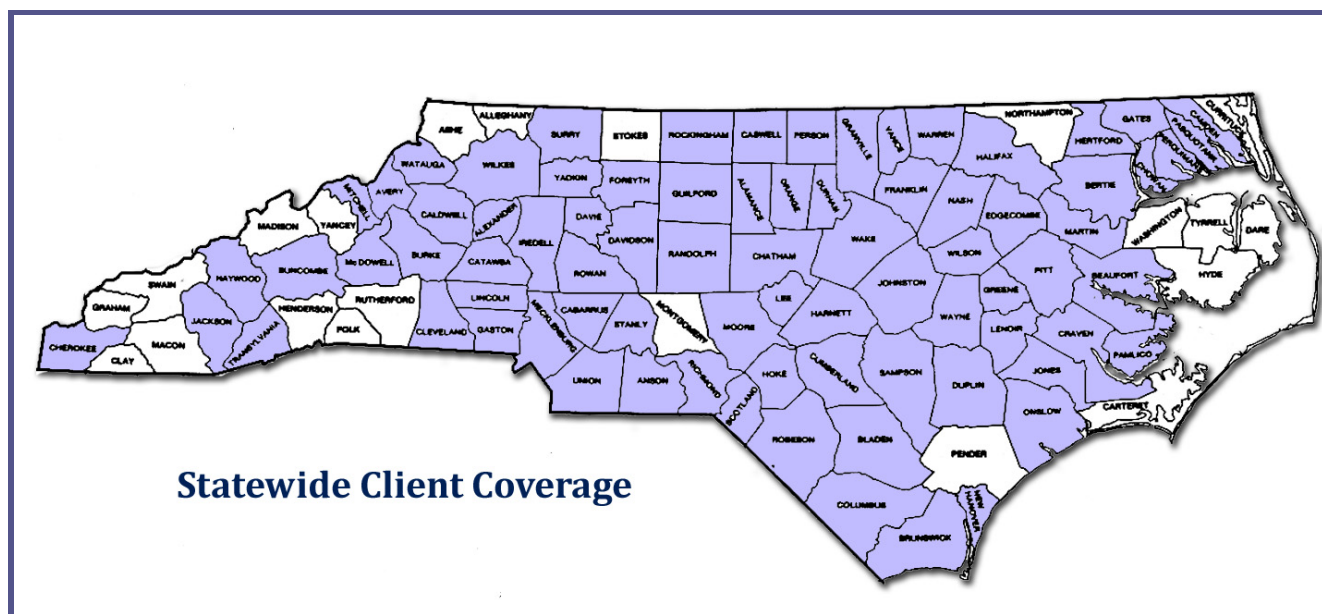 ASHE
ALLEGHANY
SURRY
STOKES
ROCKINGHAM
CASWELL
PERSON
GRANVILLE
VANCE
WARREN
NORTHAMPTON
GATES
CAMDEN
CURRITUCK
HERTFORD
PASQUOTANK
PERQUIMANS
CHOWAN
HALIFAX
BERTIE
WATAUGA
WILKES
YADKIN
FORSYTH
GUILFORD
ALAMANCE
ORANGE
DURHAM
FRANKLIN
NASH
EDGECOMBE
MARTIN
WASHINGTON
TYRRELL
DARE
MITCHELL
AVERY
CALDWELL
ALEXANDER
DAVIE
DAVIDSON
RANDOLPH
CHATHAM
WAKE
WILSON
PITT
BEAUFORT
HYDE
MADISON
YANCEY
IREDELL
ROWAN
HAYWOOD
BUNCOMBE
McDOWELL
BURKE
CATAWBA
JOHNSTON
GREENE
SWAIN
GRAHAM
JACKSON
HENDERSON
RUTHERFORD
POLK
CLEVELAND
LINCOLN
GASTON
MECKLENBURG
CABARRUS
STANLY
MONTGOMERY
MOORE
LEE
HARNETT
WAYNE
LENOIR
CRAVEN
PAMLICO
CHEROKEE
CLAY
MACON
TRANSYLVANIA
UNION
ANSON
RICHMOND
SCOTLAND
HOKE
CUMBERLAND
SAMPSON
DUPLIN
JONES
ONSLOW
CARTERET
ROBESON
BLADEN
PENDER
COLUMBUS
BRUNSWICK
NEW
HANOVER
Statewide Client Coverage